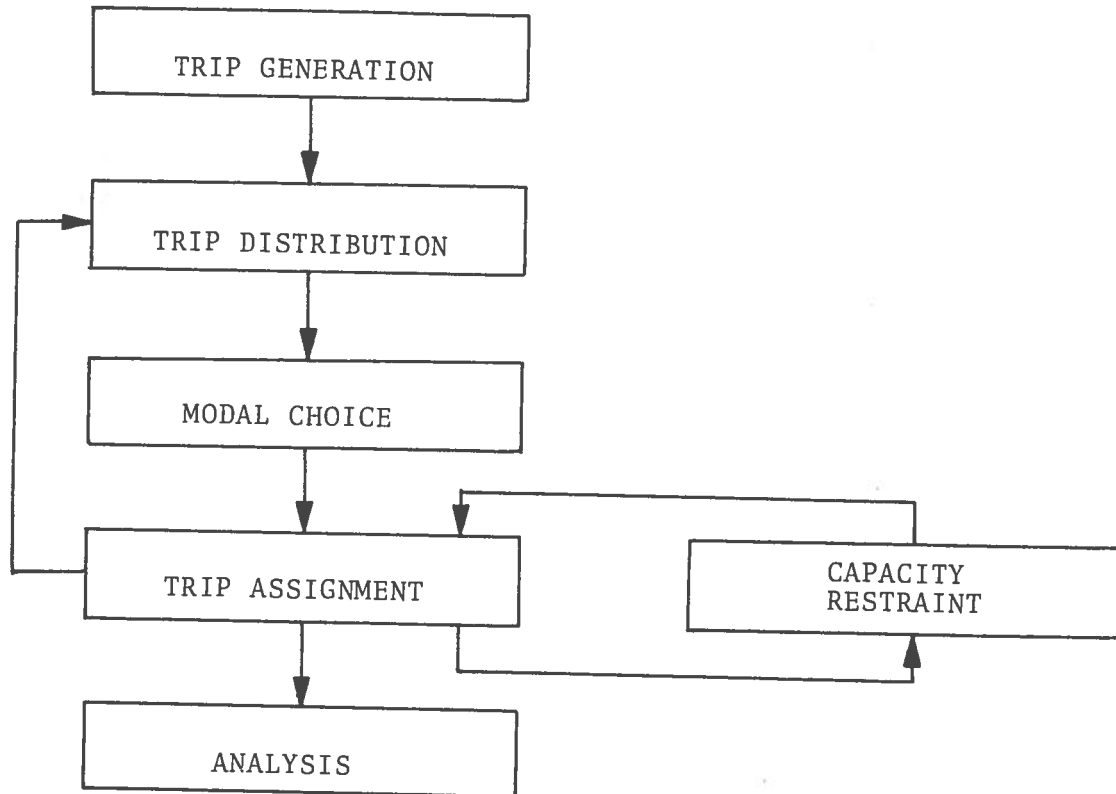 TRIP GENERATION
TRIP DISTRIBUTION
MODAL CHOICE
TRIP ASSIGNMENT
CAPACITY
RESTRAINT
ANALYSIS